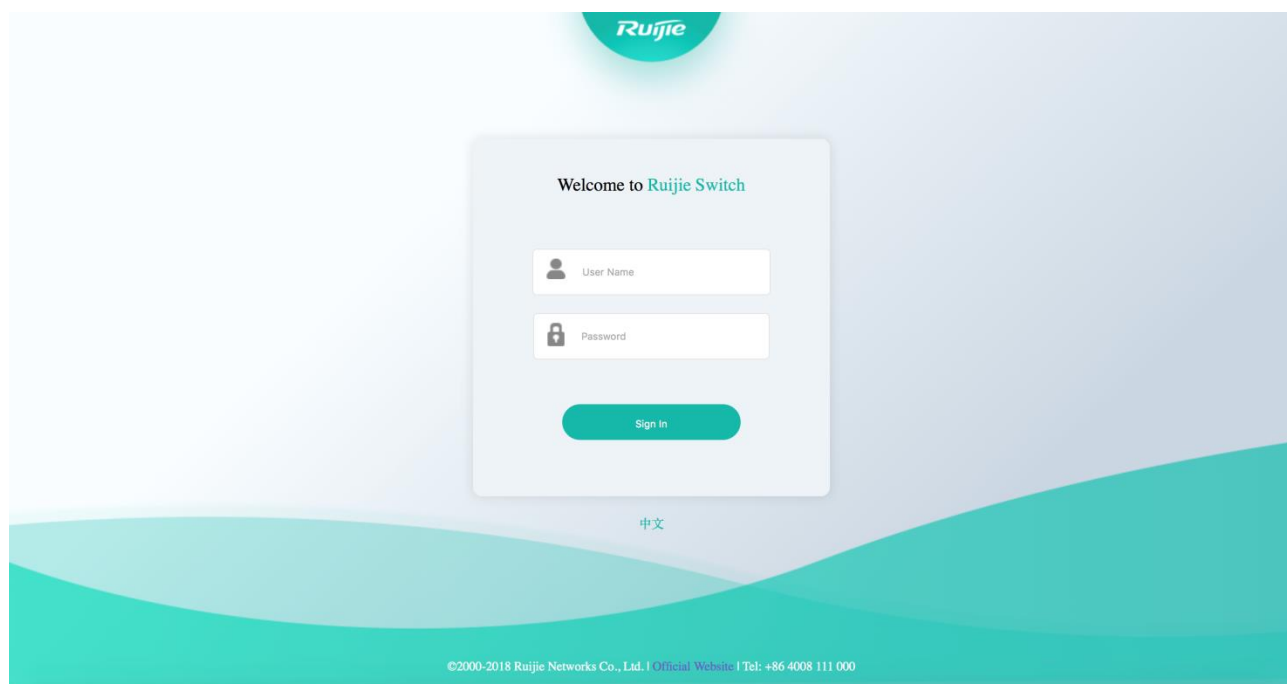 Ruijie
Welcome to Ruijie Switch
User Name
Password
Sign In
中文
©2000-2018 Ruijie Networks Co., Ltd. | Official Website | Tel: +86 4008 111 000